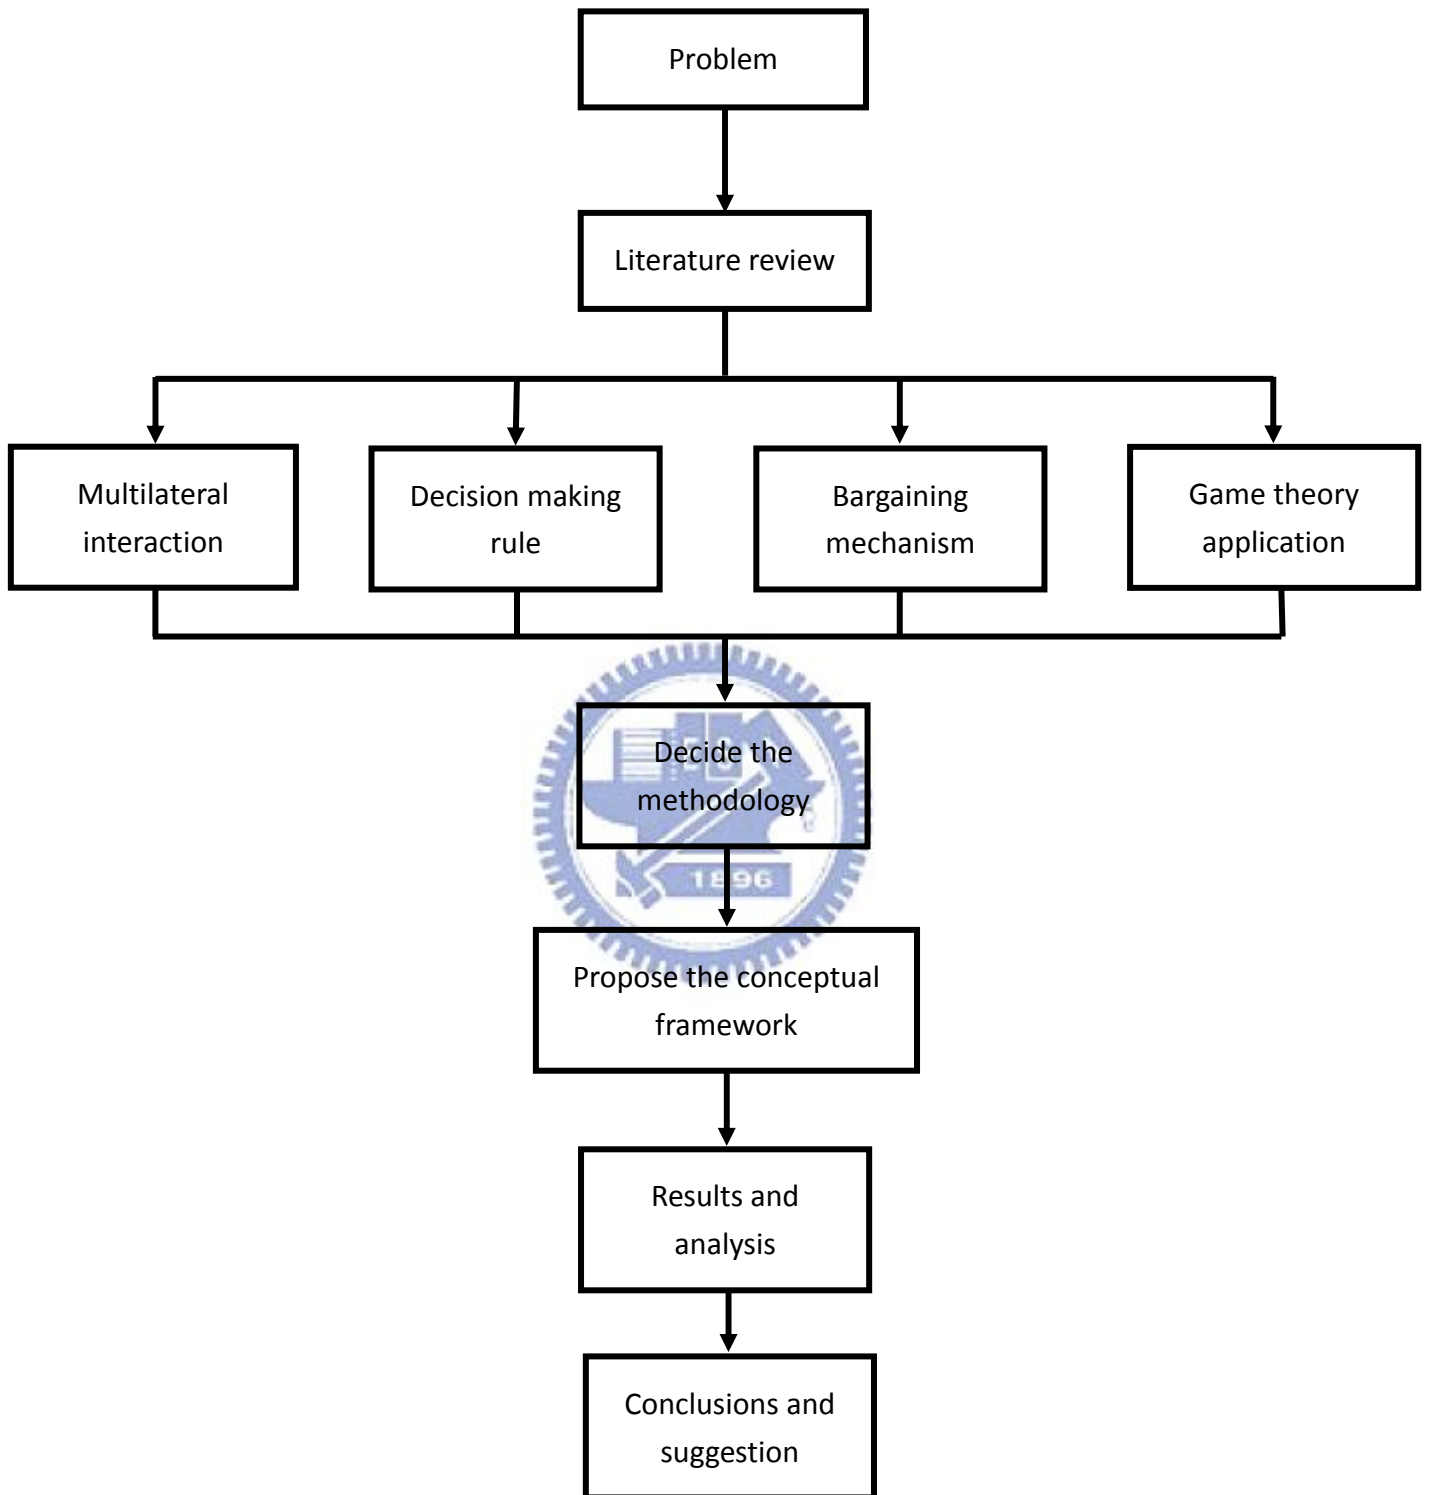 Problem
Literature review
Multilateral
interaction
Decision making
rule
Bargaining
mechanism
Game theory
application
Decide the
methodology
1896
Propose the conceptual
framework
Results and
analysis
Conclusions and
suggestion